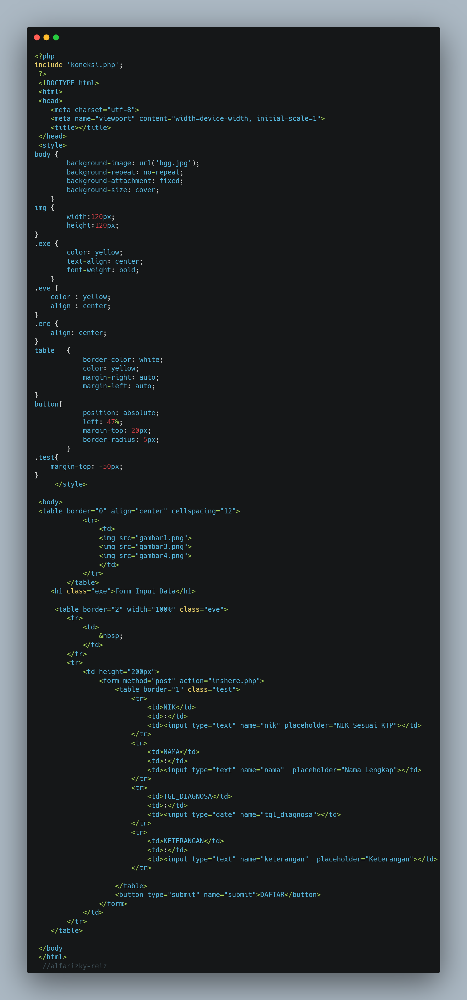 <?php
include 'koneksi.php';
 ?>
 <!DOCTYPE html>
 <html>
 <head>
    <meta charset="utf-8">
    <meta name="viewport" content="width=device-width, initial-scale=1">
    <title></title>
 </head>
 <style>
body {
        background-image: url('bgg.jpg');
        background-repeat: no-repeat;
        background-attachment: fixed;
        background-size: cover;
    }
img {
        width:120px;
        height:120px;
}
.exe {
        color: yellow;
        text-align: center;
        font-weight: bold;
    }
.eve {
    color : yellow;
    align : center;
}
.ere {
    align: center;
}
table   {
            border-color: white;
            color: yellow;
            margin-right: auto;
            margin-left: auto;
}
button{
            position: absolute;
            left: 47%;
            margin-top: 20px;
            border-radius: 5px;
        }
.test{
    margin-top: -50px;
}
     </style>

 <body>
 <table border="0" align="center" cellspacing="12">
            <tr>
                <td>
                <img src="gambar1.png">
                <img src="gambar3.png">
                <img src="gambar4.png">
                </td>
            </tr>
        </table>
    <h1 class="exe">Form Input Data</h1>

     <table border="2" width="100%" class="eve">
        <tr>
            <td>
                &nbsp;
            </td>
        </tr>
        <tr>
            <td height="200px">
                <form method="post" action="inshere.php">
                    <table border="1" class="test">
                        <tr>
                            <td>NIK</td>
                            <td>:</td>
                            <td><input type="text" name="nik" placeholder="NIK Sesuai KTP"></td>
                        </tr>
                        <tr>
                            <td>NAMA</td>
                            <td>:</td>
                            <td><input type="text" name="nama"  placeholder="Nama Lengkap"></td>
                        </tr>
                        <tr>
                            <td>TGL_DIAGNOSA</td>
                            <td>:</td>
                            <td><input type="date" name="tgl_diagnosa"></td>
                        </tr>
                        <tr>
                            <td>KETERANGAN</td>
                            <td>:</td>
                            <td><input type="text" name="keterangan"  placeholder="Keterangan"></td>
                        </tr>

                    </table>
                    <button type="submit" name="submit">DAFTAR</button>
                </form>
            </td>
        </tr>
    </table>

 </body
 </html>
  //alfarizky-reiz